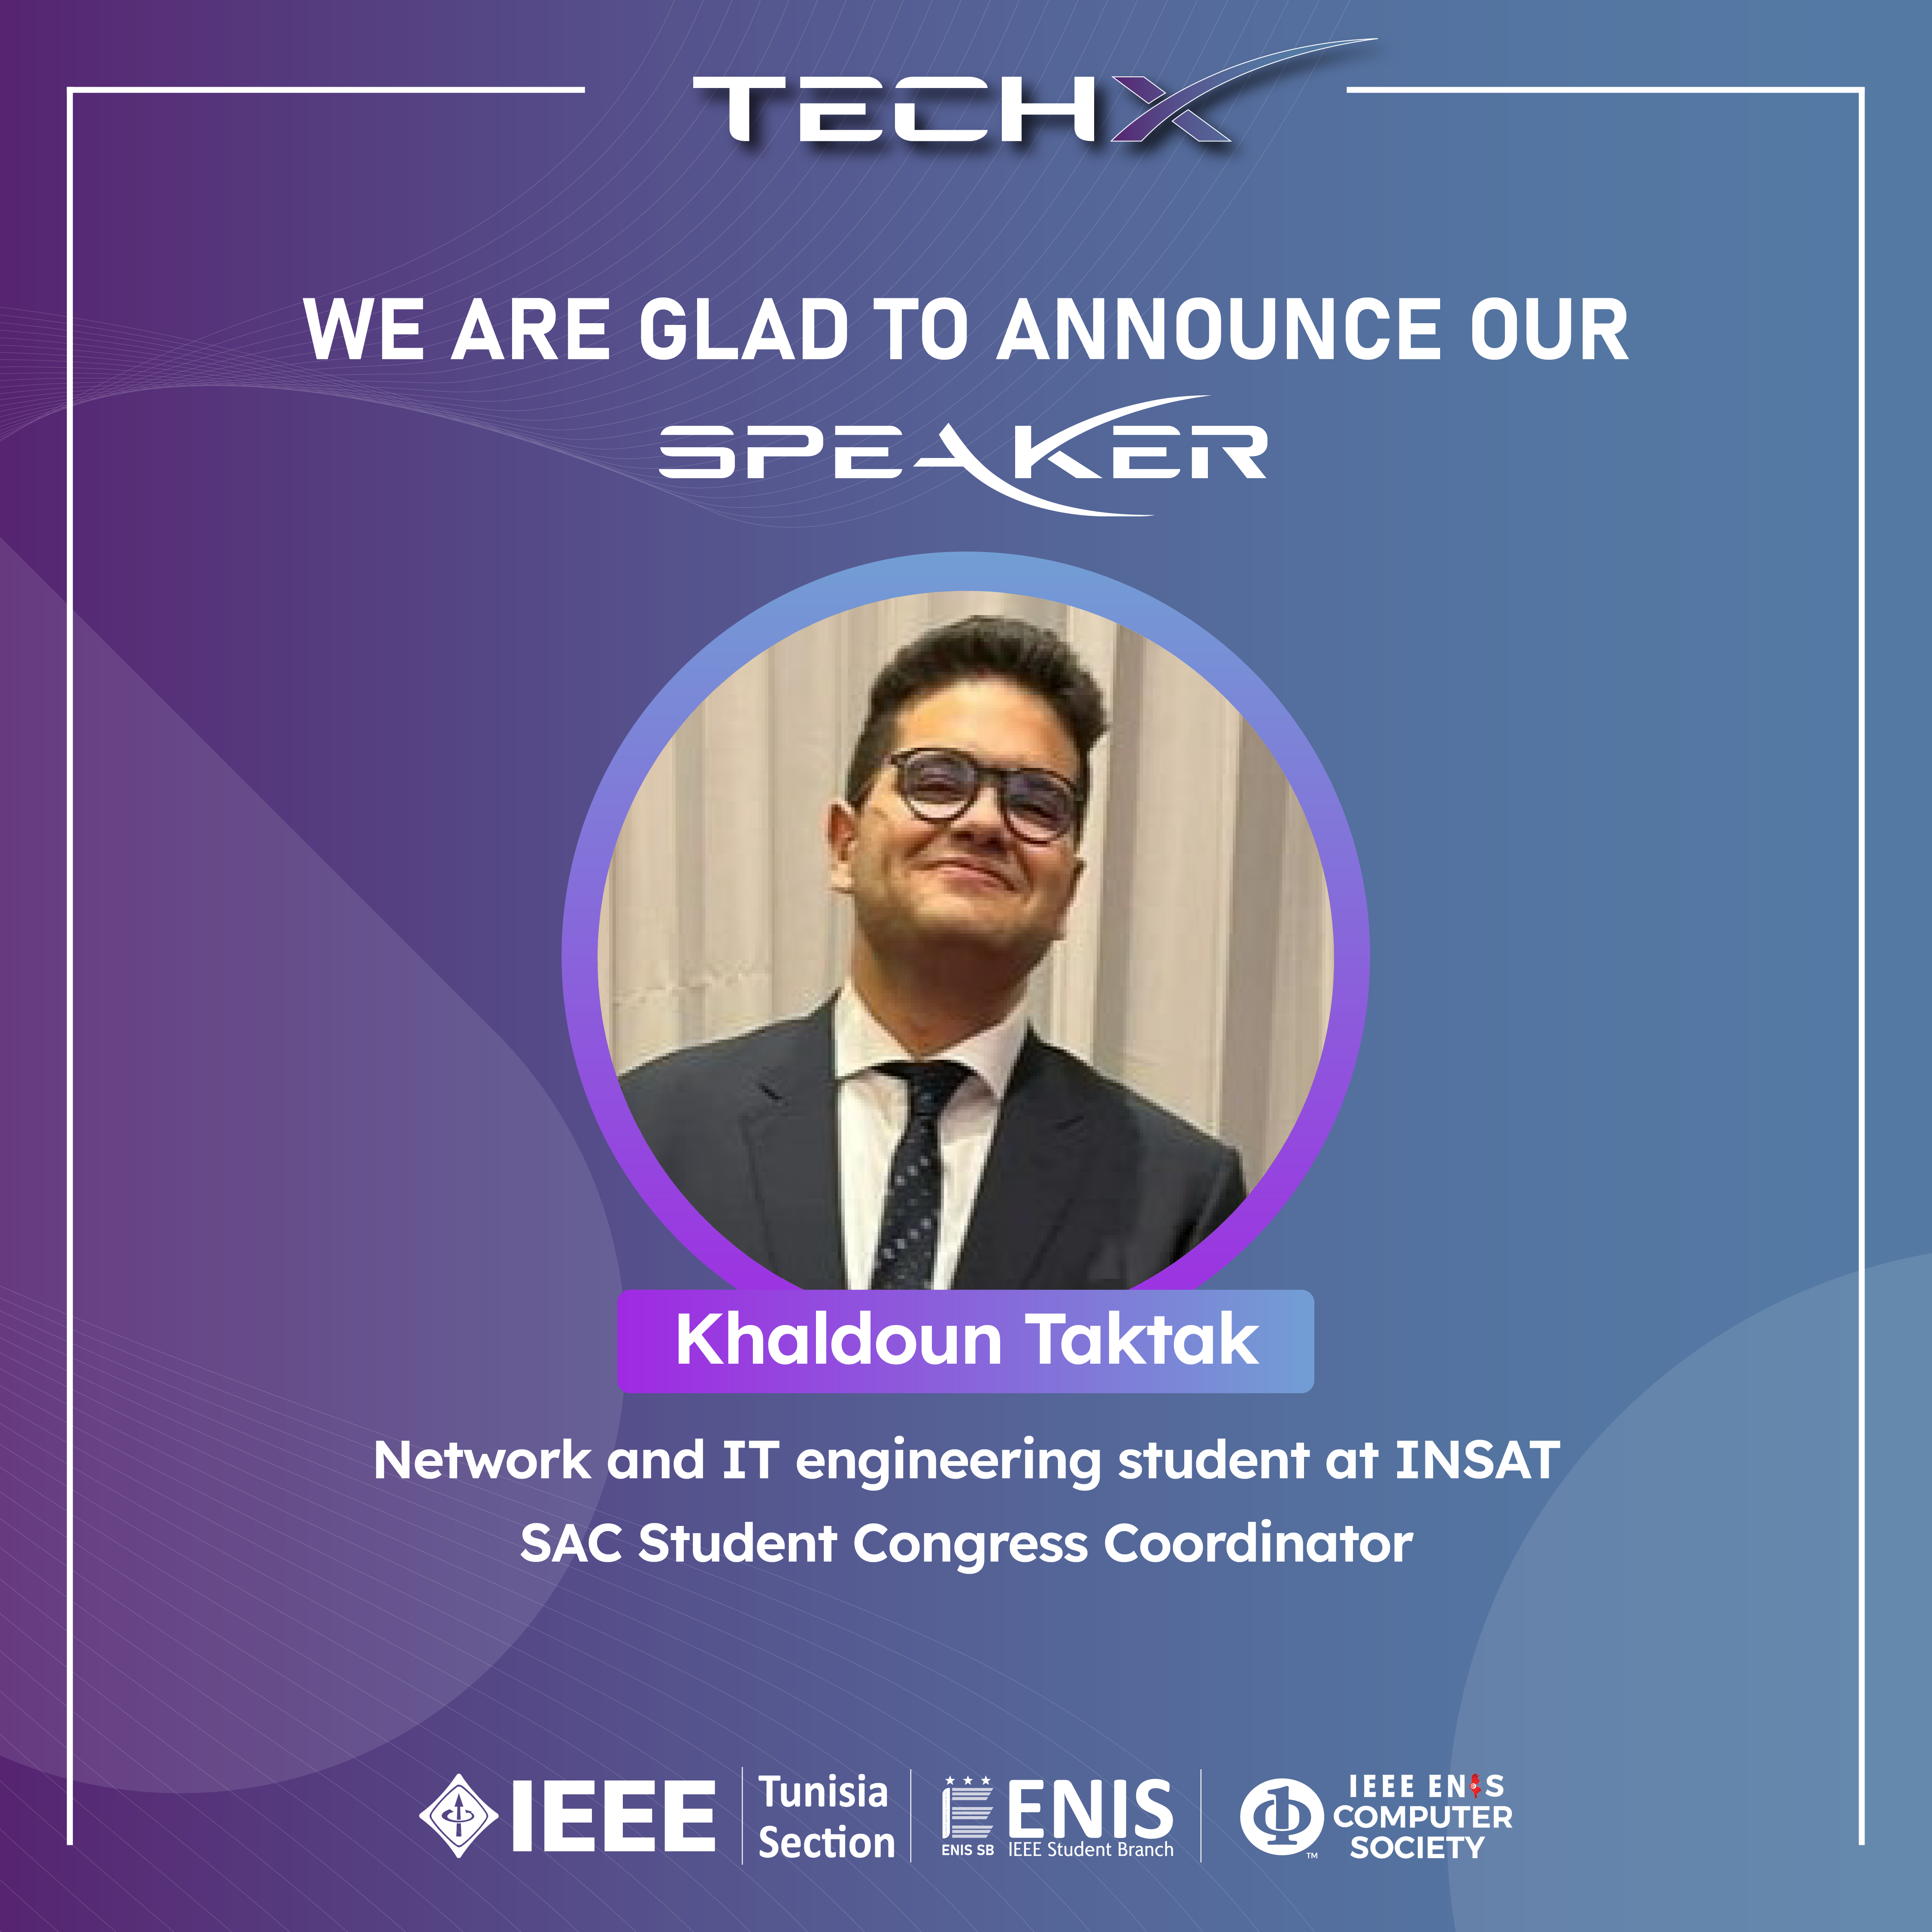 TECHX
WE ARE GLAD TO ANNOUNCE OUR
SPEAKER
Khaldoun Taktak
Network and IT engineering student at INSAT
SAC Student Congress Coordinator
IEEE
Tunisia
Section
ENIS SB
ENIS
IEEE Student Branch
TM
IEEE ENIS
COMPUTER
SOCIETY